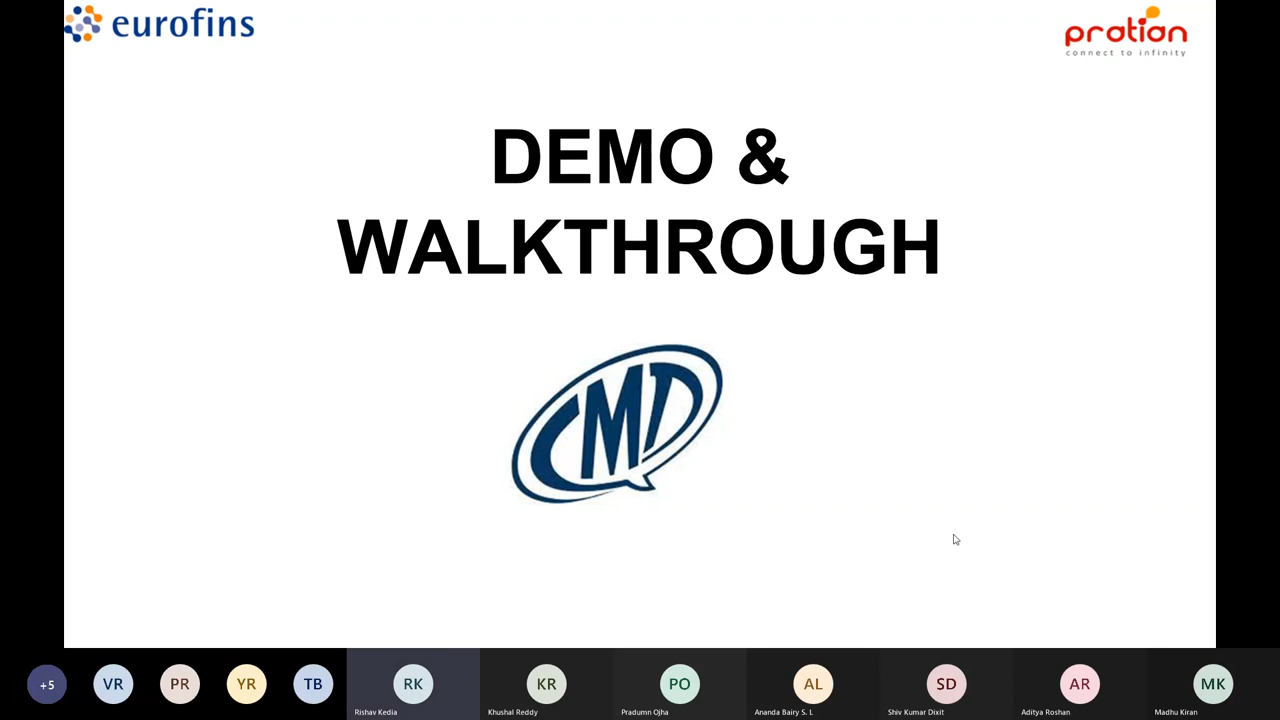 eurofins
pration
connect to infinity
DEMO &
WALKTHROUGH
CMD
+5
VR
PR
YR
TB
RK
KR
PO
AL
SD
AR
MK
Rishav Kedia
Khushal Reddy
Pradumn Ojha
Ananda Bairy S. L
Shiv Kumar Dixit
Aditya Roshan
Madhu Kiran